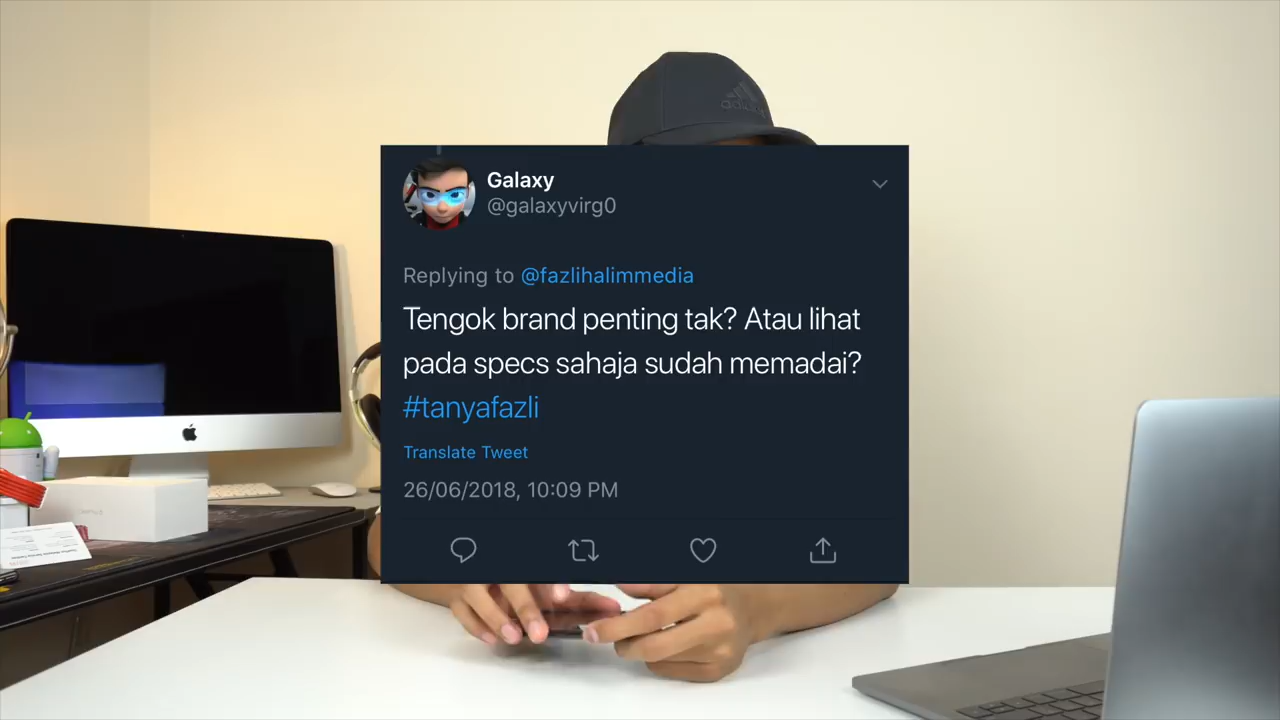 Galaxy
@galaxyvirg0
Replying to @fazlihalimmedia
Tengok brand penting tak? Atau lihat
pada specs sahaja sudah memadai?
#tanyafazli
Translate Tweet
26/06/2018, 10:09 PM
adidas